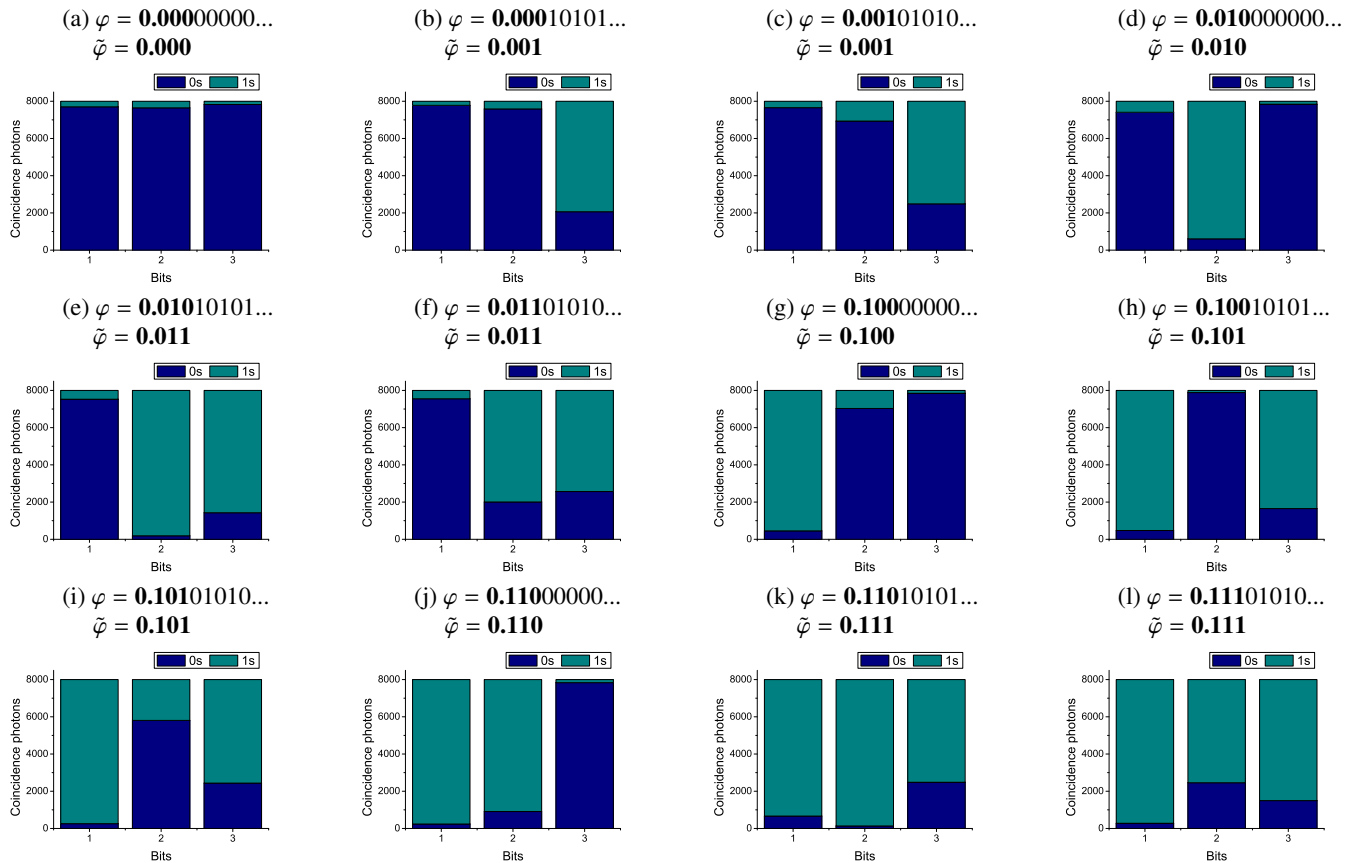 (a) φ = 0.00000000... (b) φ = 0.00010101... (c) φ = 0.00101010... (d) φ = 0.010000000...
φ̃ = 0.000 φ̃ = 0.001 φ̃ = 0.001 φ̃ = 0.010
0s 1s 0s 1s 0s 1s 0s 1s
8000 8000 8000 8000
6000 6000 6000 6000
4000 4000 4000 4000
2000 2000 2000 2000
0 0 0 0
Coincidence photons Coincidence photons Coincidence photons Coincidence photons
1 2 3 1 2 3 1 2 3 1 2 3
Bits Bits Bits Bits
(e) φ = 0.01010101... (f) φ = 0.01101010... (g) φ = 0.10000000... (h) φ = 0.10010101...
φ̃ = 0.011 φ̃ = 0.011 φ̃ = 0.100 φ̃ = 0.101
0s 1s 0s 1s 0s 1s 0s 1s
8000 8000 8000 8000
6000 6000 6000 6000
4000 4000 4000 4000
2000 2000 2000 2000
0 0 0 0
Coincidence photons Coincidence photons Coincidence photons Coincidence photons
1 2 3 1 2 3 1 2 3 1 2 3
Bits Bits Bits Bits
(i) φ = 0.10101010... (j) φ = 0.11000000... (k) φ = 0.11010101... (l) φ = 0.11101010...
φ̃ = 0.101 φ̃ = 0.110 φ̃ = 0.111 φ̃ = 0.111
0s 1s 0s 1s 0s 1s 0s 1s
8000 8000 8000 8000
6000 6000 6000 6000
4000 4000 4000 4000
2000 2000 2000 2000
0 0 0 0
Coincidence photons Coincidence photons Coincidence photons Coincidence photons
1 2 3 1 2 3 1 2 3 1 2 3
Bits Bits Bits Bits